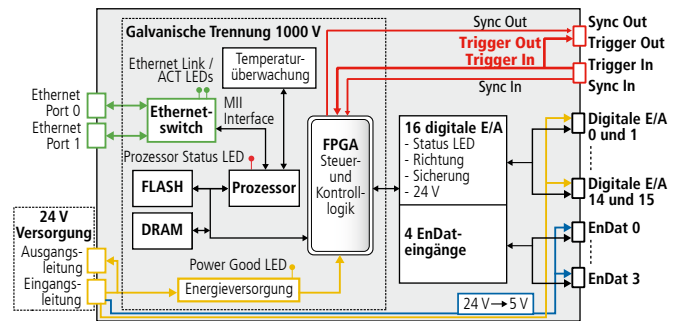 Galvanische Trennung 1000 V
Sync Out
Sync Out
Trigger Out
Trigger Out
Trigger In
Trigger In
Sync In
Sync In
Ethernet Link /
ACT LEDs
Temperatur-
überwachung
Ethernet
Port 0
Ethernet
Port 1
Ethernet-
switch
MII
Interface
Prozessor Status LED
FLASH
Prozessor
DRAM
FPGA
Steuer-
und
Kontroll-
logik
16 digitale E/A
- Status LED
- Richtung
- Sicherung
- 24 V
4 EnDat-
eingänge
Digitale E/A
0 und 1
Digitale E/A
14 und 15
EnDat 0
EnDat 3
24 V
Versorgung
Ausgangs-
leitung
Eingangs-
leitung
Power Good LED
Energieversorgung
24 V→5 V